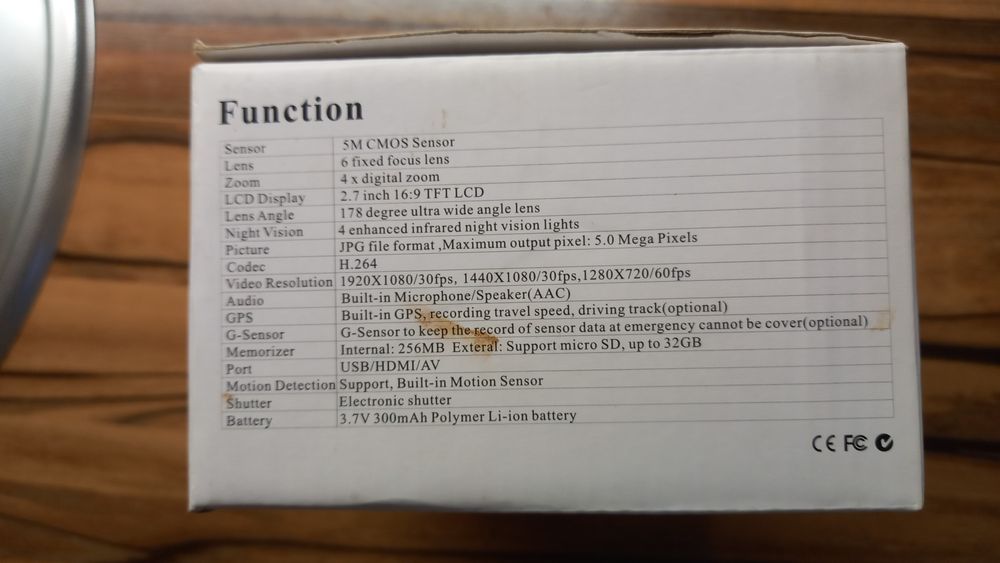 Function
Sensor 5M CMOS Sensor
Lens 6 fixed focus lens
Zoom 4 x digital zoom
LCD Display 2.7 inch 16:9 TFT LCD
Lens Angle 178 degree ultra wide angle lens
Night Vision 4 enhanced infrared night vision lights
Picture JPG file format ,Maximum output pixel: 5.0 Mega Pixels
Codec H.264
Video Resolution 1920X1080/30fps, 1440X1080/30fps,1280X720/60fps
Audio Built-in Microphone/Speaker(AAC)
GPS Built-in GPS, recording travel speed, driving track(optional)
G-Sensor G-Sensor to keep the record of sensor data at emergency cannot be cover(optional)
Memorizer Internal: 256MB Exteral: Support micro SD, up to 32GB
Port USB/HDMI/AV
Motion Detection Support, Built-in Motion Sensor
Shutter Electronic shutter
Battery 3.7V 300mAh Polymer Li-ion battery
CE FC